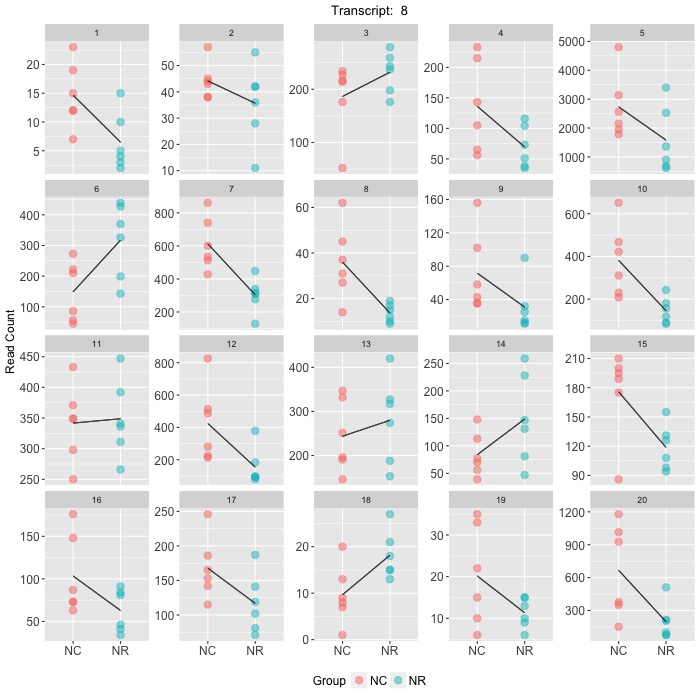 Transcript: 8
1 2 3 4 5
20 15 10 5
50 40 30 20 10
200 100
200 150 100 50
5000 4000 3000 2000 1000
6 7 8 9 10
400 300 200 100
800 600 400 200
60 40 20
160 120 80 40
600 400 200
11 12 13 14 15
450 400 350 300 250
800 600 400 200
400 300 200
250 200 150 100 50
210 180 150 120 90
16 17 18 19 20
150 100 50
250 200 150 100
20 10 0
30 20 10
1200 900 600 300
NC NR NC NR NC NR NC NR NC NR
Read Count
Group NC NR